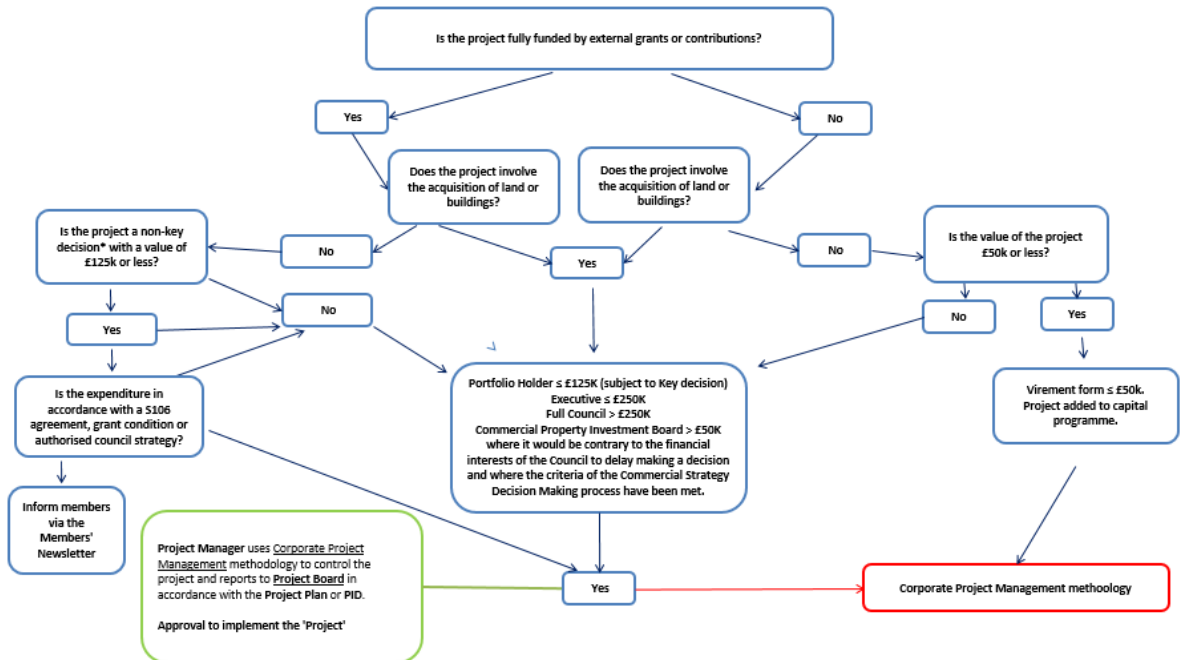 Is the project fully funded by external grants or contributions?
Yes
No
Does the project involve
the acquisition of land or
buildings?
Does the project involve
the acquisition of land or
buildings?
Is the project a non-key
decision* with a value of
£125k or less?
No
Yes
No
Is the value of the project
£50k or less?
Yes
No
No
Yes
Is the expenditure in
accordance with a S106
agreement, grant condition or
authorised council strategy?
Portfolio Holder ≤ £125K (subject to Key decision)
Executive ≤ £250K
Full Council > £250K
Commercial Property Investment Board > £50K
where it would be contrary to the financial
interests of the Council to delay making a decision
and where the criteria of the Commercial Strategy
Decision Making process have been met.
Virement form ≤ £50k.
Project added to capital
programme.
Inform members
via the
Members'
Newsletter
Project Manager uses Corporate Project
Management methodology to control the
project and reports to Project Board in
accordance with the Project Plan or PID.
Approval to implement the 'Project'
Yes
Corporate Project Management methoology